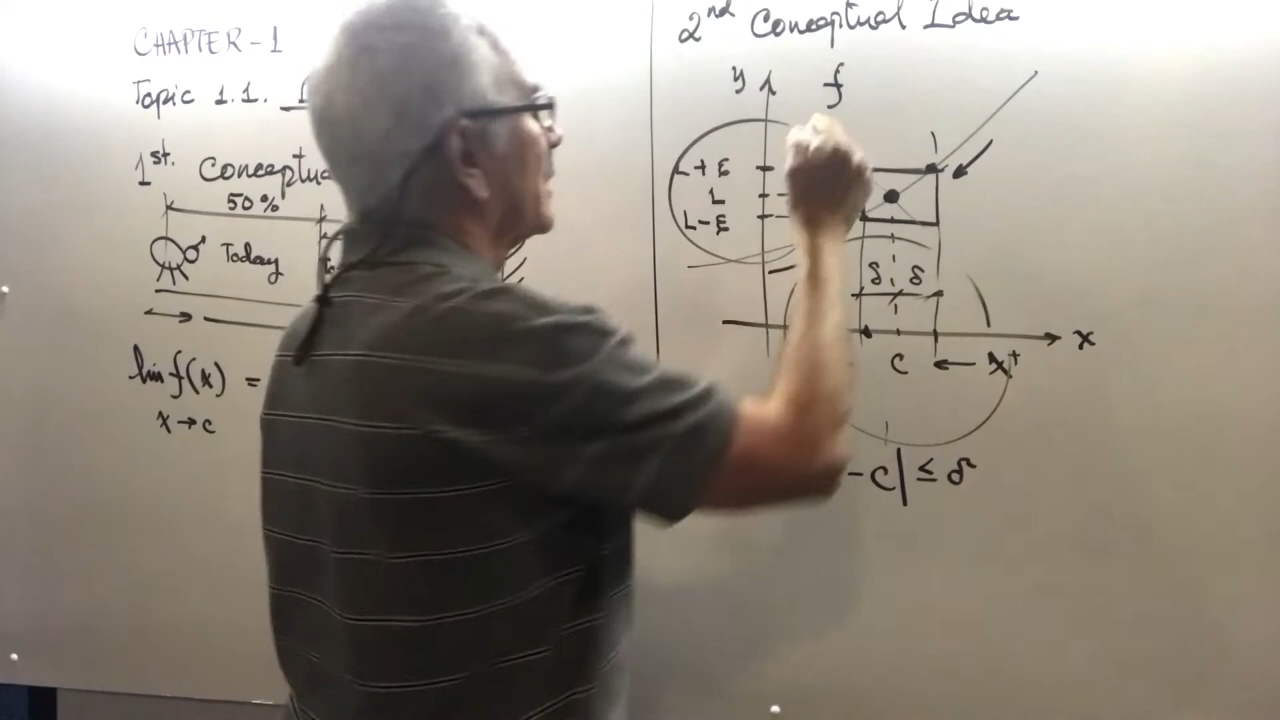 CHAPTER - 1
Topic 1.1.
1st. Conceptua
50%
Today
lim f(x) =
x → c
2nd Conceptual Idea
y f
L + ε
L
L - ε
δ δ
x
c ← x+
- c | ≤ δ